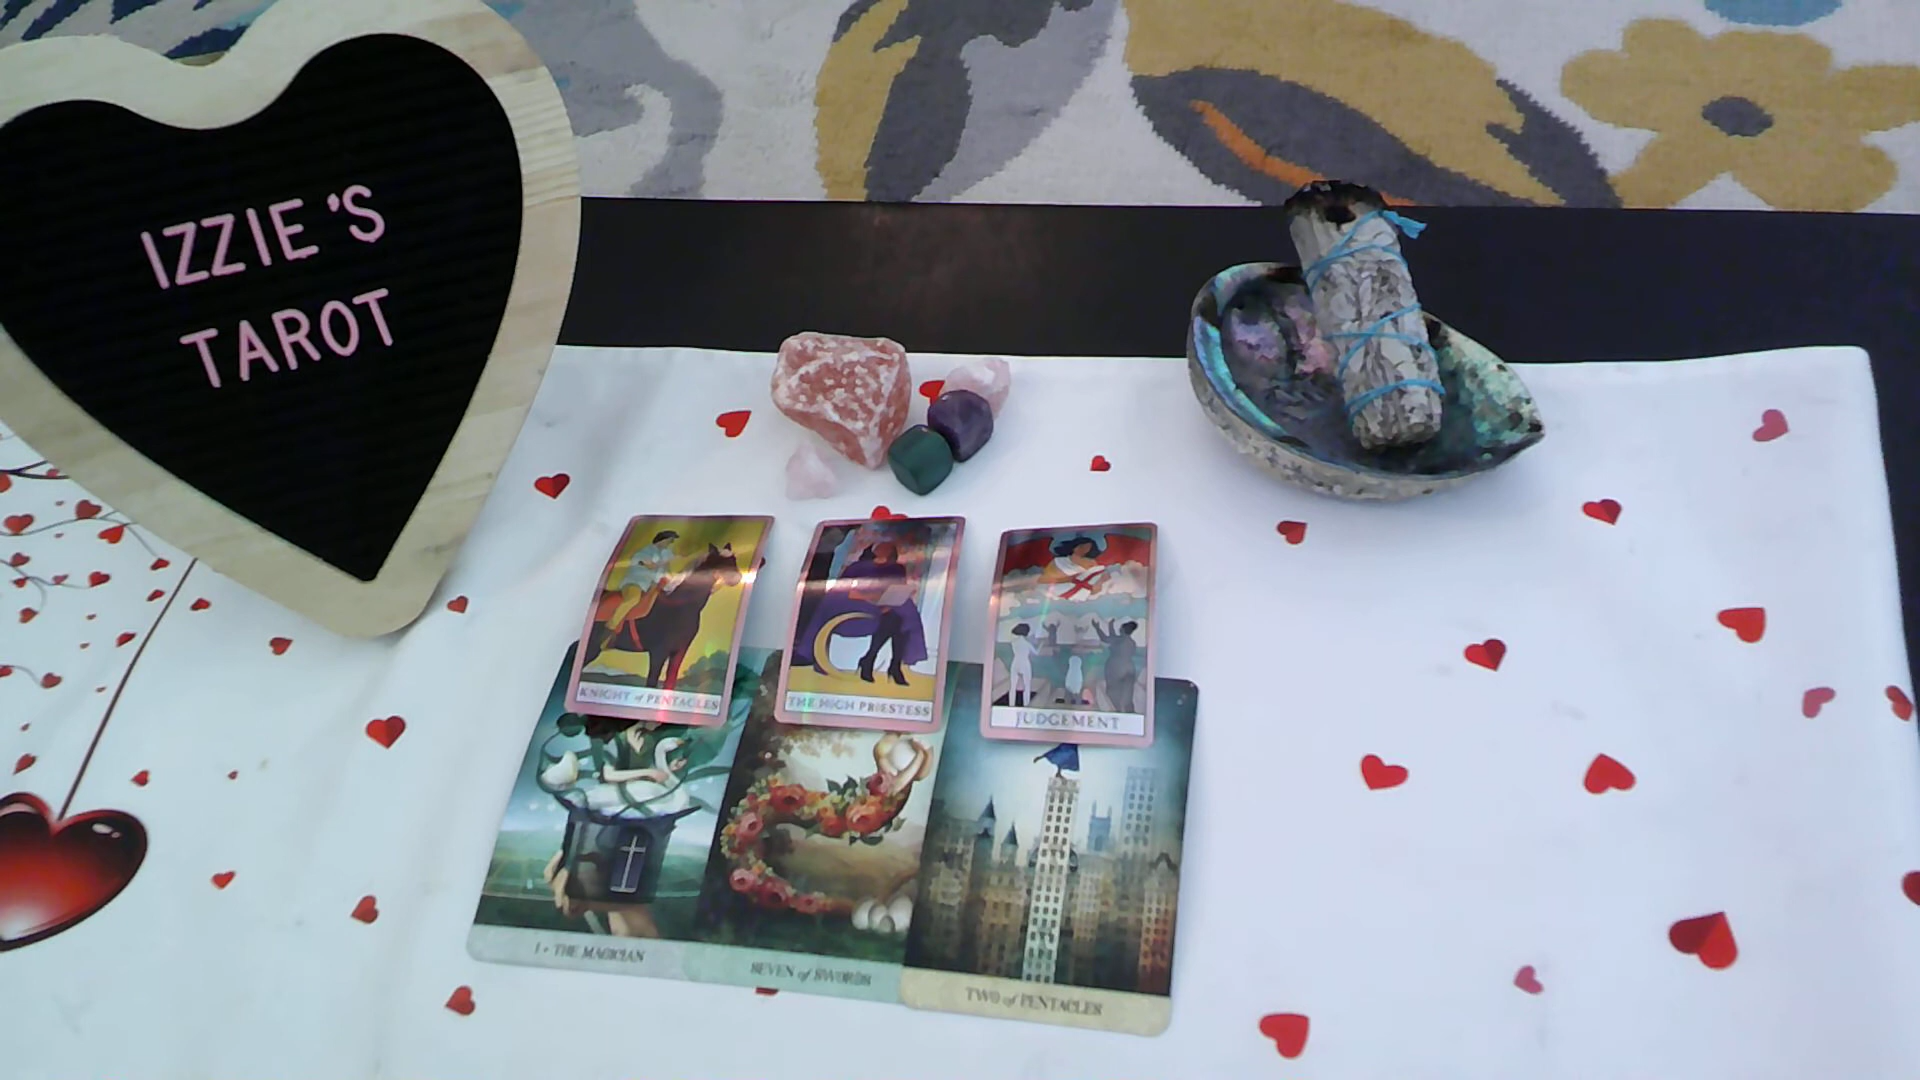 IZZIE'S
TAROT
KNIGHT of PENTACLES
THE HIGH PRIESTESS
JUDGEMENT
I • THE MAGICIAN
SEVEN of SWORDS
TWO of PENTACLES